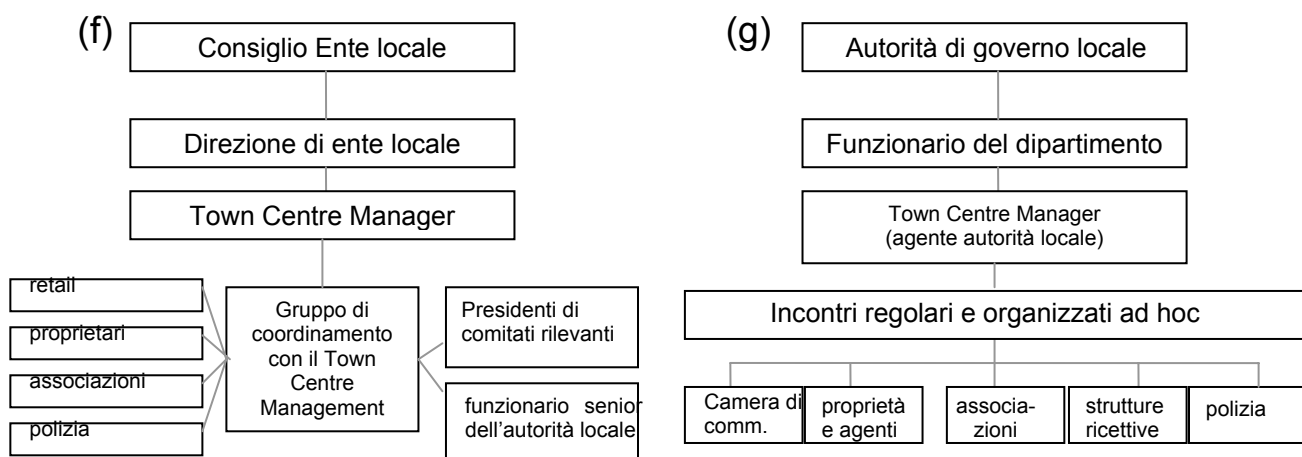 (f)
Consiglio Ente locale
Direzione di ente locale
Town Centre Manager
retail
proprietari
associazioni
polizia
Gruppo di
coordinamento
con il Town
Centre
Management
Presidenti di
comitati rilevanti
funzionario senior
dell'autorità locale
(g)
Autorità di governo locale
Funzionario del dipartimento
Town Centre Manager
(agente autorità locale)
Incontri regolari e organizzati ad hoc
Camera di
comm.
proprietà
e agenti
associa-
zioni
strutture
ricettive
polizia